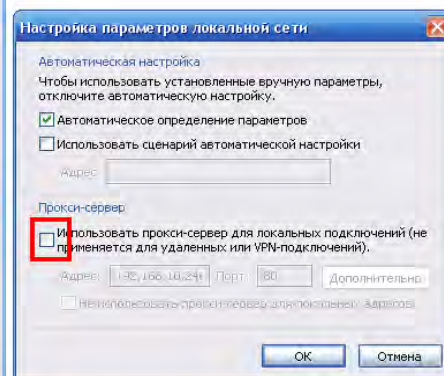 Настройка параметров локальной сети
Автоматическая настройка
Чтобы использовать установленные вручную параметры,
отключите автоматическую настройку.
Автоматическое определение параметров
Использовать сценарий автоматической настройки
Адрес
Прокси-сервер
Использовать прокси-сервер для локальных подключений (не
применяется для удаленных или VPN-подключений).
Адрес: Порт: 80 Дополнительно
Не использовать прокси-сервер для локальных адресов
OK Отмена